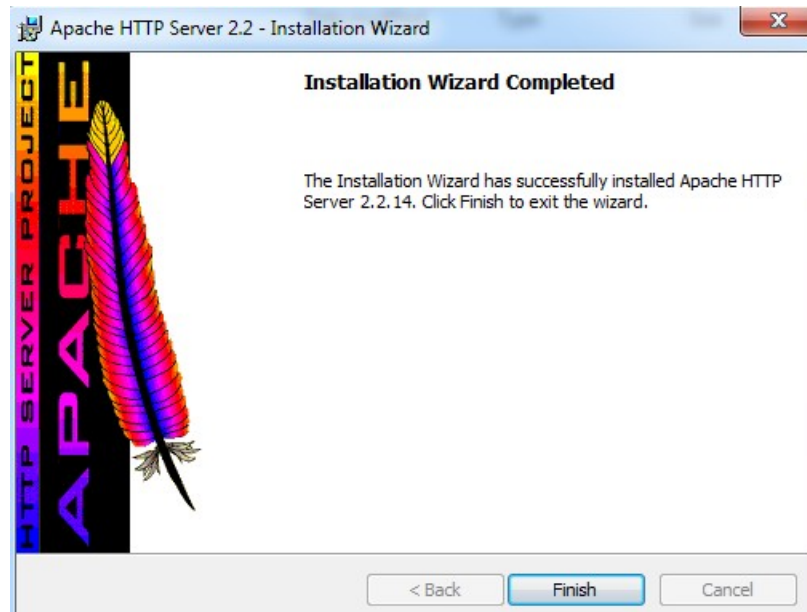 Apache HTTP Server 2.2 - Installation Wizard
HTTP SERVER PROJECT
APACHE
Installation Wizard Completed
The Installation Wizard has successfully installed Apache HTTP
Server 2.2.14. Click Finish to exit the wizard.
< Back
Finish
Cancel